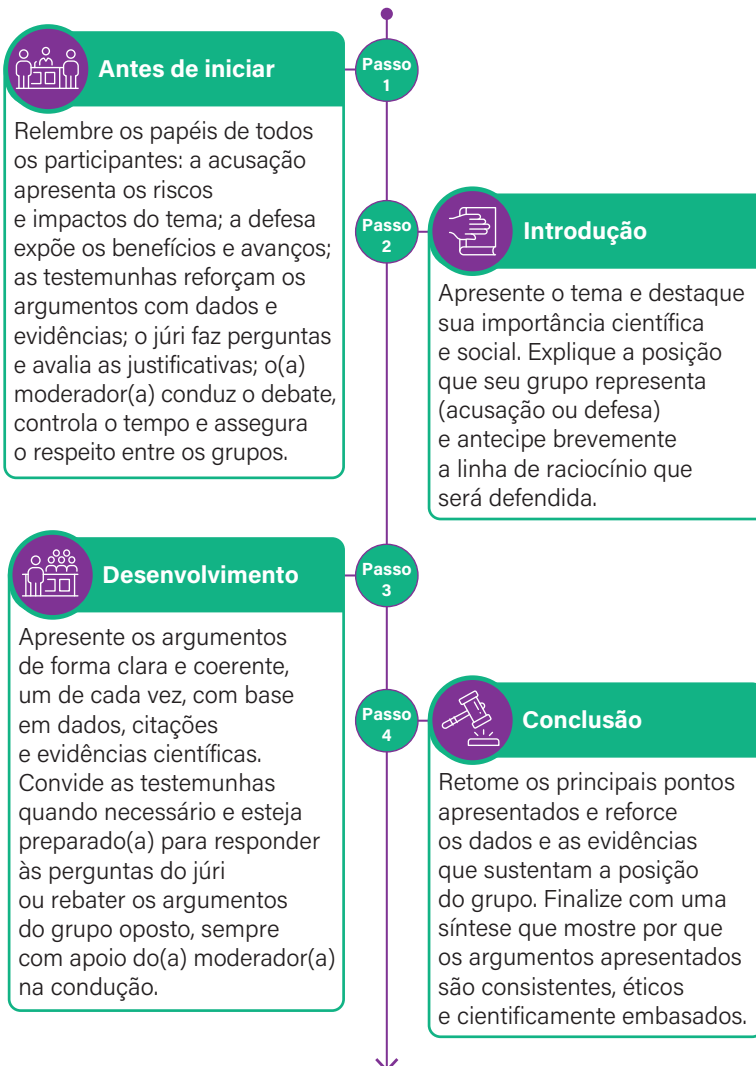 Passo
1
Antes de iniciar
Relembre os papéis de todos
os participantes: a acusação
apresenta os riscos
e impactos do tema; a defesa
expõe os benefícios e avanços;
as testemunhas reforçam os
argumentos com dados e
evidências; o júri faz perguntas
e avalia as justificativas; o(a)
moderador(a) conduz o debate,
controla o tempo e assegura
o respeito entre os grupos.
Passo
2
Introdução
Apresente o tema e destaque
sua importância científica
e social. Explique a posição
que seu grupo representa
(acusação ou defesa)
e antecipe brevemente
a linha de raciocínio que
será defendida.
Passo
3
Desenvolvimento
Apresente os argumentos
de forma clara e coerente,
um de cada vez, com base
em dados, citações
e evidências científicas.
Convide as testemunhas
quando necessário e esteja
preparado(a) para responder
às perguntas do júri
ou rebater os argumentos
do grupo oposto, sempre
com apoio do(a) moderador(a)
na condução.
Passo
4
Conclusão
Retome os principais pontos
apresentados e reforce
os dados e as evidências
que sustentam a posição
do grupo. Finalize com uma
síntese que mostre por que
os argumentos apresentados
são consistentes, éticos
e cientificamente embasados.